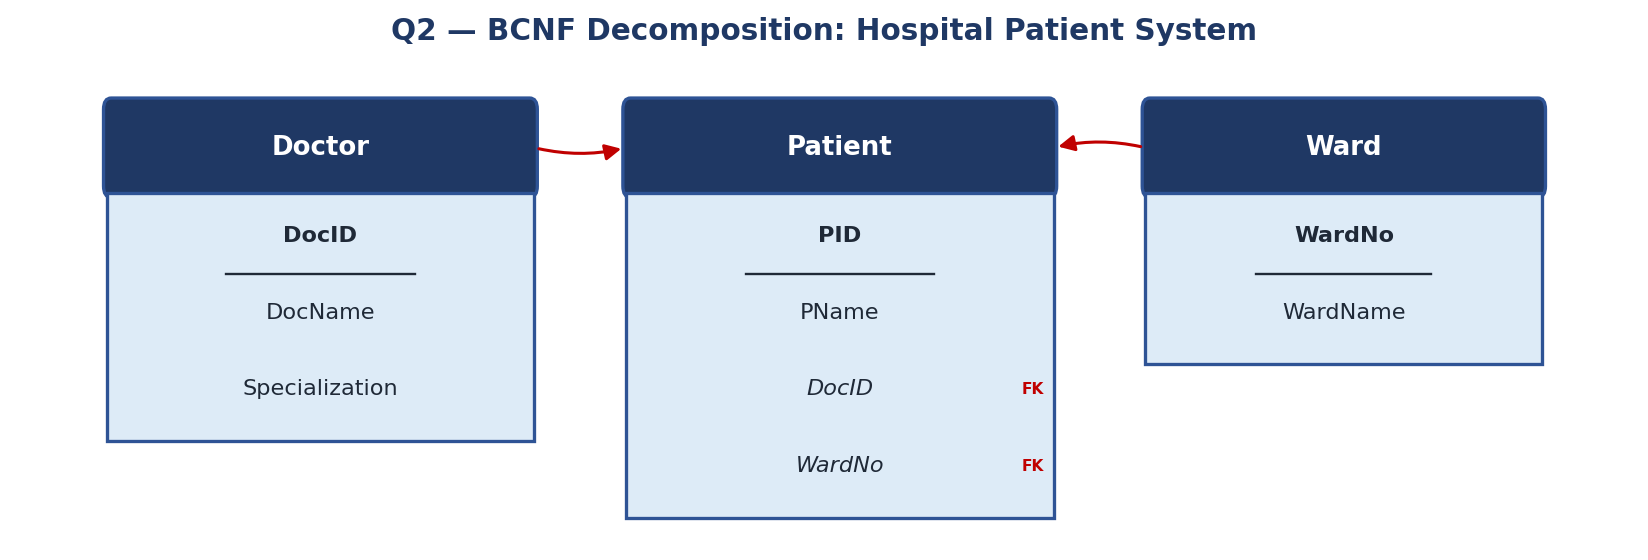 Q2 — BCNF Decomposition: Hospital Patient System
Doctor
DocID
DocName
Specialization
Patient
PID
PName
DocID FK
WardNo FK
Ward
WardNo
WardName